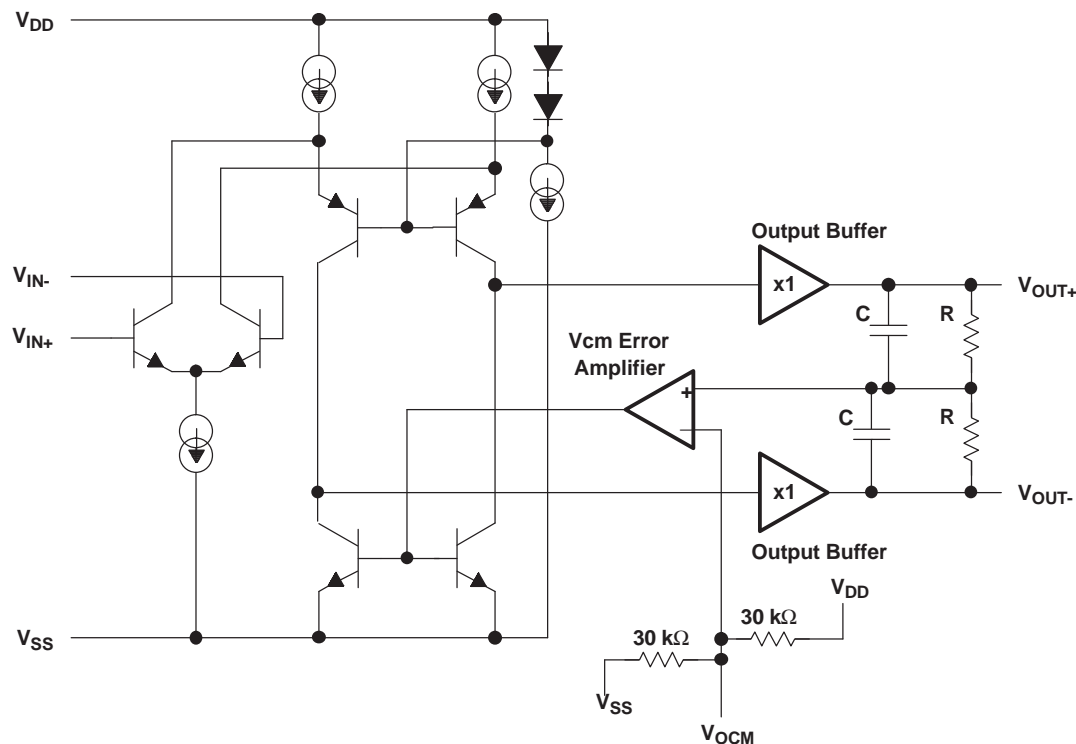 VDD
Output Buffer
VIN-
x1
VOUT+
C
R
VIN+
Vcm Error
Amplifier
+
–
C
R
x1
VOUT-
Output Buffer
VDD
30 kΩ
VSS
30 kΩ
VSS
VOCM